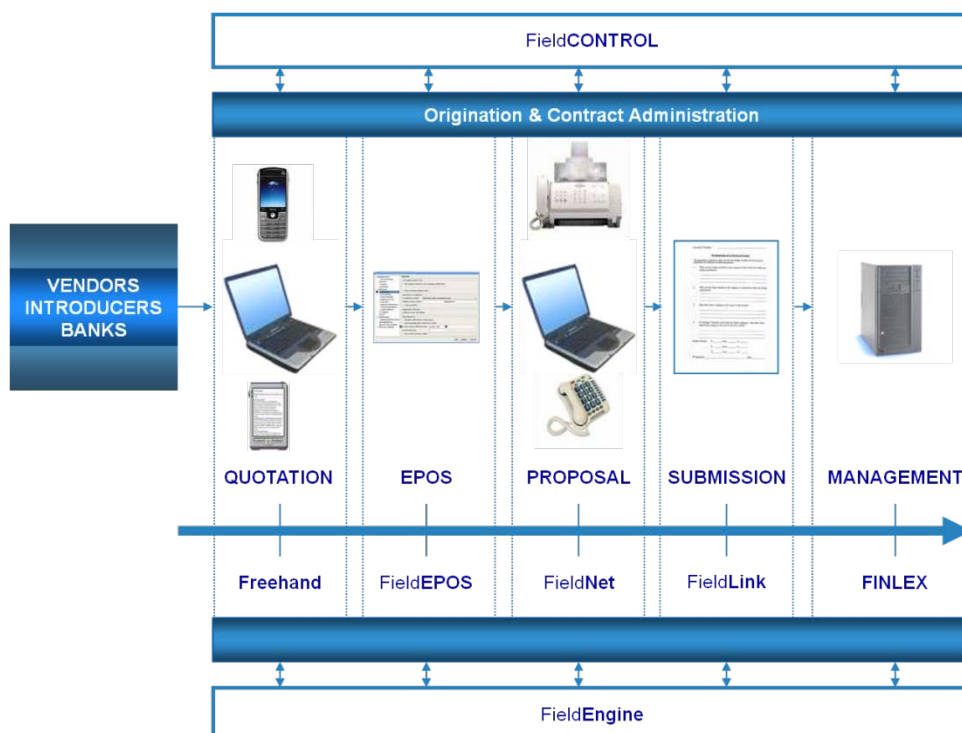 FieldCONTROL
Origination & Contract Administration
VENDORS
INTRODUCERS
BANKS
QUOTATION
EPOS
PROPOSAL
SUBMISSION
MANAGEMENT
Freehand
FieldEPOS
FieldNet
FieldLink
FINLEX
FieldEngine